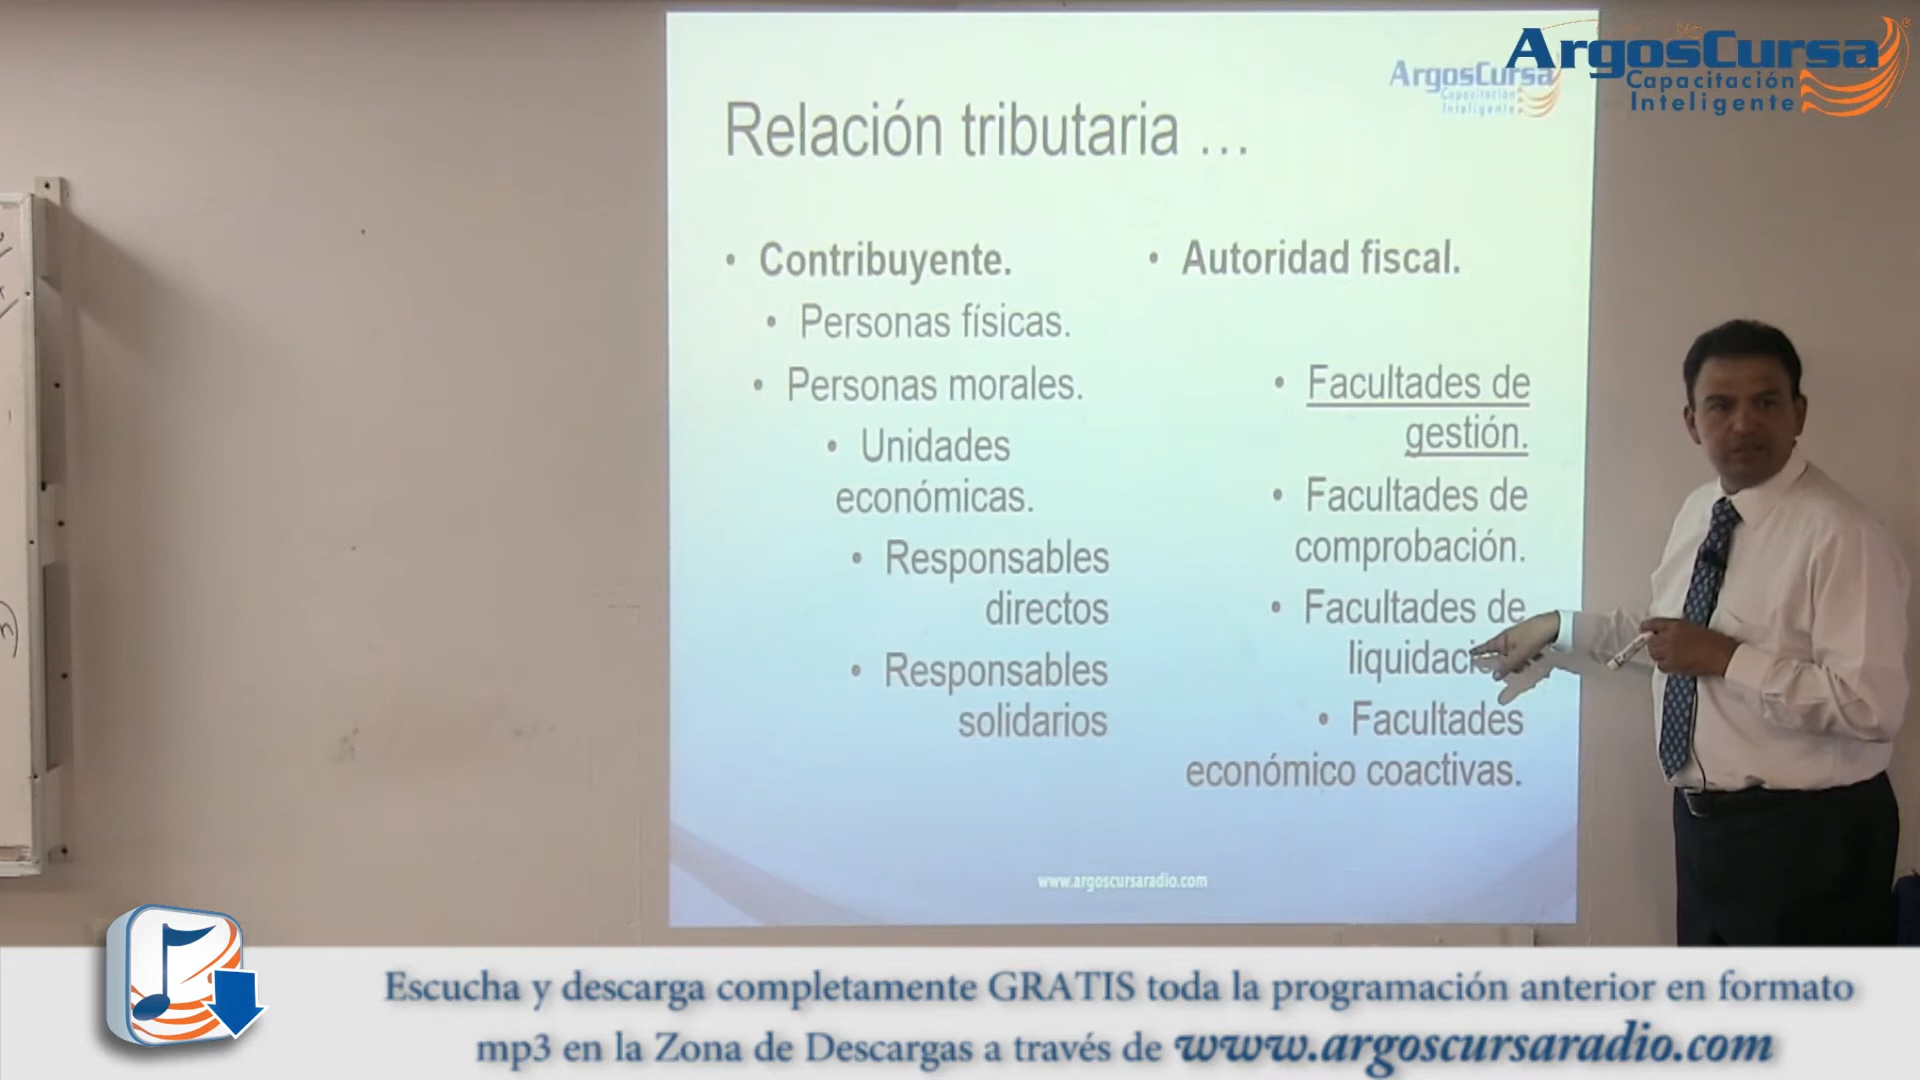 ArgosCursa
Capacitación
Inteligente
ArgosCursa
Capacitación
Inteligente
Relación tributaria ...
• Contribuyente.
• Personas físicas.
• Personas morales.
• Unidades
económicas.
• Responsables
directos
• Responsables
solidarios
• Autoridad fiscal.
• Facultades de
gestión.
• Facultades de
comprobación.
• Facultades de
• Facultades
económico coactivas.
www.argoscursaradio.com
Escucha y descarga completamente GRATIS toda la programación anterior en formato
mp3 en la Zona de Descargas a través de www.argoscursaradio.com